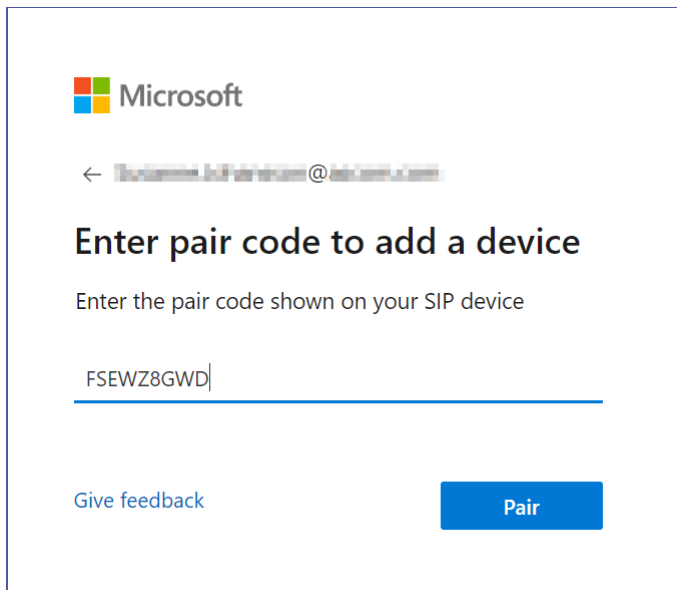 Microsoft
@
Enter pair code to add a device
Enter the pair code shown on your SIP device
FSEWZ8GWD
Give feedback
Pair